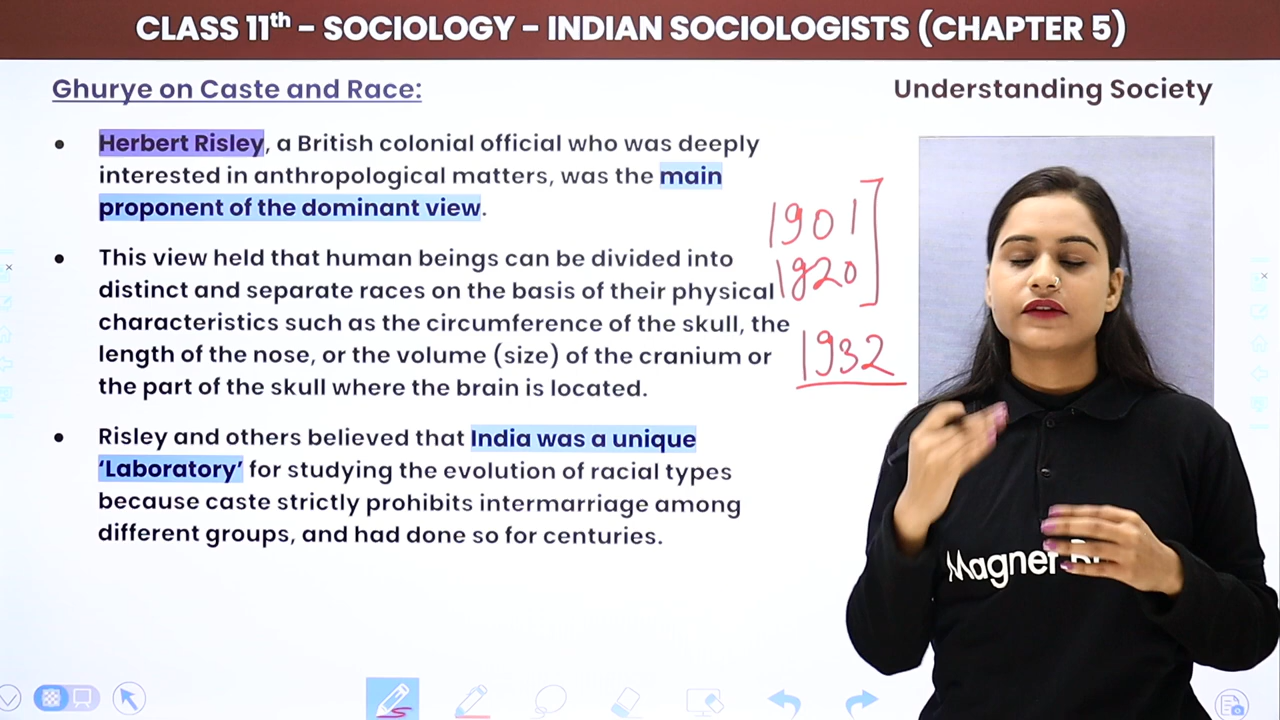 CLASS 11th – SOCIOLOGY – INDIAN SOCIOLOGISTS (CHAPTER 5)
Ghurye on Caste and Race:
Understanding Society
• Herbert Risley, a British colonial official who was deeply
interested in anthropological matters, was the main
proponent of the dominant view.
• This view held that human beings can be divided into
distinct and separate races on the basis of their physical
characteristics such as the circumference of the skull, the
length of the nose, or the volume (size) of the cranium or
the part of the skull where the brain is located.
• Risley and others believed that India was a unique
‘Laboratory’ for studying the evolution of racial types
because caste strictly prohibits intermarriage among
different groups, and had done so for centuries.
1901
1920
1932
Magnet